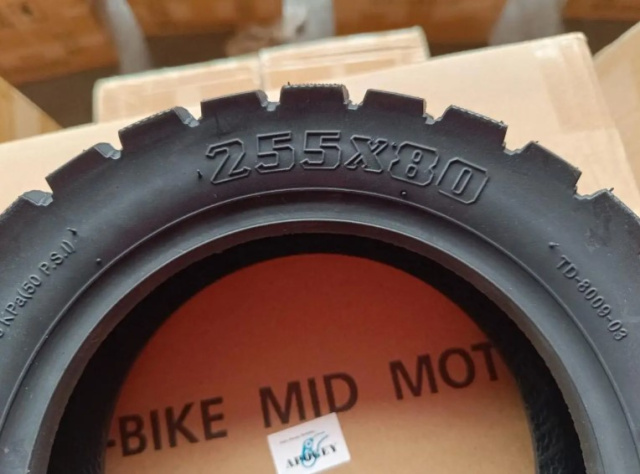 255X80
KPa(50 P.S.I)
TD-8009-03
-BIKE MID MOT